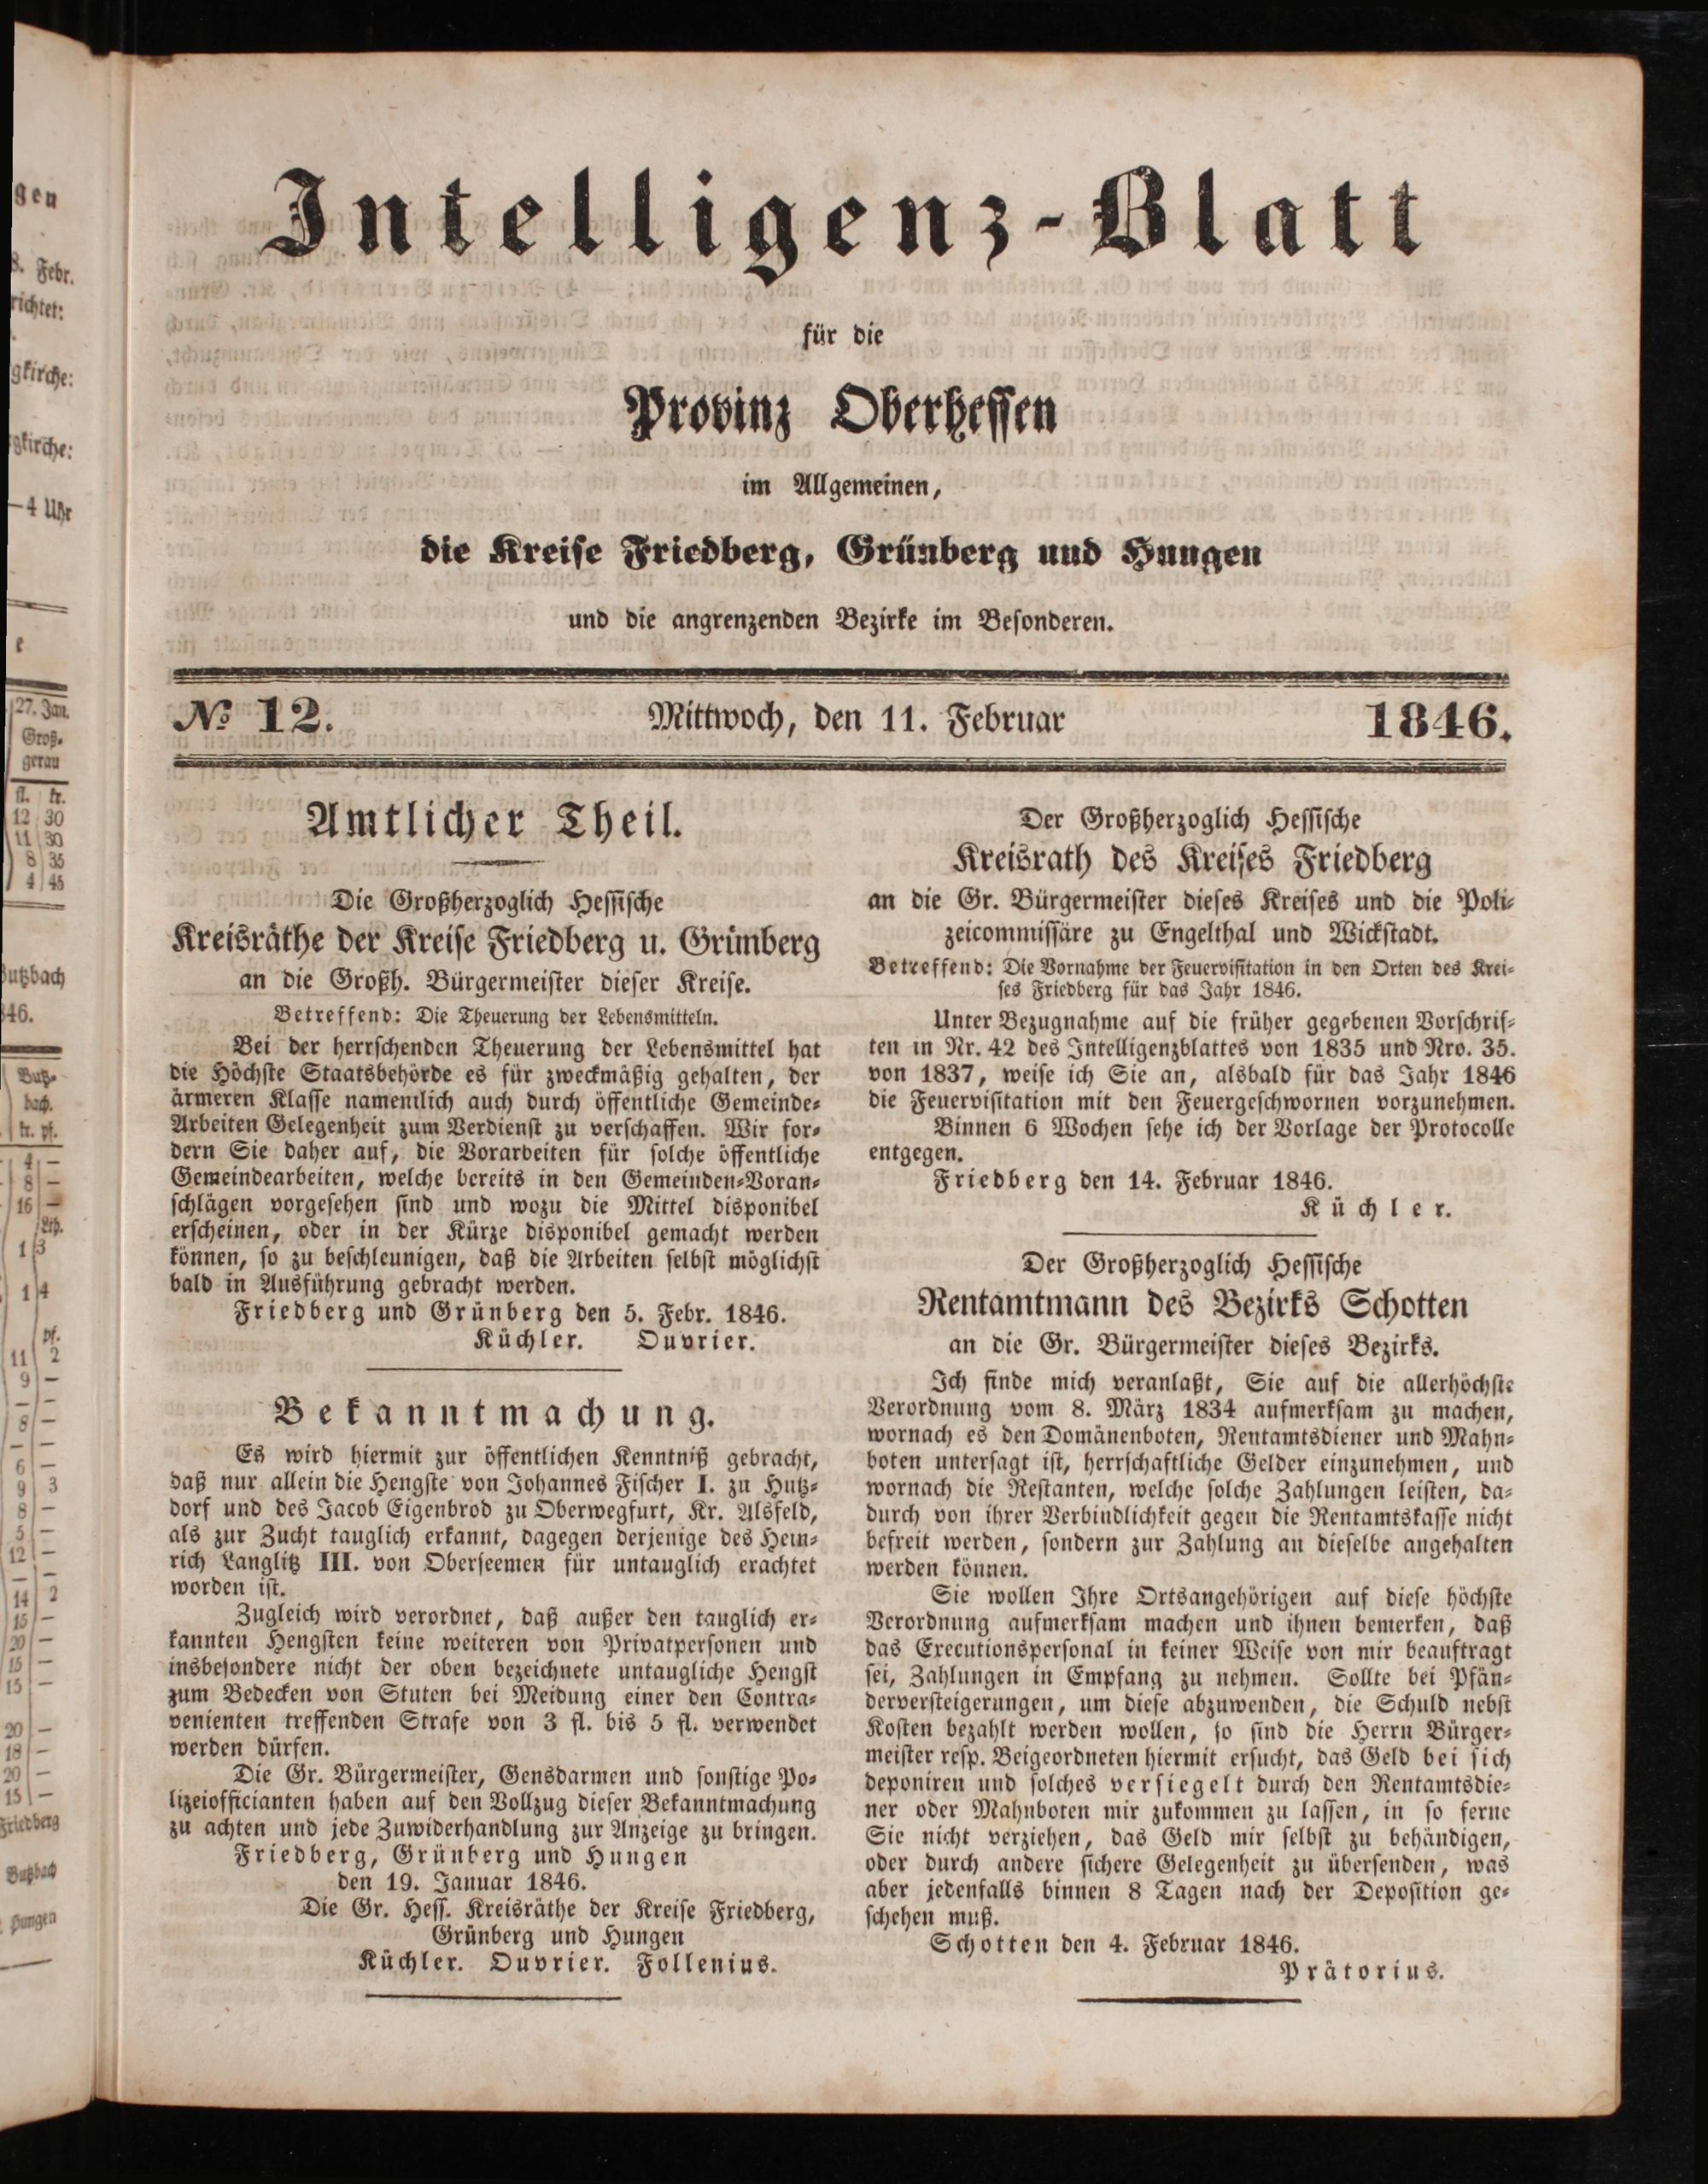 Intelligenz-Blatt
für die
Provinz Oberhessen
im Allgemeinen,
die Kreise Friedberg, Grünberg und Hungen
und die angrenzenden Bezirke im Besonderen.
№ 12. Mittwoch, den 11. Februar 1846.
Amtlicher Theil.
Die Großherzoglich Hessische
Kreisräthe der Kreise Friedberg u. Grünberg
an die Großh. Bürgermeister dieser Kreise.
Betreffend: Die Theuerung der Lebensmitteln.
Bei der herrschenden Theuerung der Lebensmittel hat
die Höchste Staatsbehörde es für zweckmäßig gehalten, der
ärmeren Klasse namentlich auch durch öffentliche Gemeinde-
Arbeiten Gelegenheit zum Verdienst zu verschaffen. Wir for-
dern Sie daher auf, die Vorarbeiten für solche öffentliche
Gemeindearbeiten, welche bereits in den Gemeinden-Voran-
schlägen vorgesehen sind und wozu die Mittel disponibel
erscheinen, oder in der Kürze disponibel gemacht werden
können, so zu beschleunigen, daß die Arbeiten selbst möglichst
bald in Ausführung gebracht werden.
Friedberg und Grünberg den 5. Febr. 1846.
Küchler. Ouvrier.
Bekanntmachung.
Es wird hiermit zur öffentlichen Kenntniß gebracht,
daß nur allein die Hengste von Johannes Fischer I. zu Hutz-
dorf und des Jacob Eigenbrod zu Oberwegfurt, Kr. Alsfeld,
als zur Zucht tauglich erkannt, dagegen derjenige des Hein-
rich Langlitz III. von Oberseemen für untauglich erachtet
worden ist.
Zugleich wird verordnet, daß außer den tauglich er-
kannten Hengsten keine weiteren von Privatpersonen und
insbesondere nicht der oben bezeichnete untaugliche Hengst
zum Bedecken von Stuten bei Meidung einer den Contra-
venienten treffenden Strafe von 3 fl. bis 5 fl. verwendet
werden dürfen.
Die Gr. Bürgermeister, Gensdarmen und sonstige Po-
lizeiofficianten haben auf den Vollzug dieser Bekanntmachung
zu achten und jede Zuwiderhandlung zur Anzeige zu bringen.
Friedberg, Grünberg und Hungen
den 19. Januar 1846.
Die Gr. Hess. Kreisräthe der Kreise Friedberg,
Grünberg und Hungen
Küchler. Ouvrier. Follenius.
Der Großherzoglich Hessische
Kreisrath des Kreises Friedberg
an die Gr. Bürgermeister dieses Kreises und die Poli-
zeicommissäre zu Engelthal und Wickstadt.
Betreffend: Die Vornahme der Feuervisitation in den Orten des Krei-
ses Friedberg für das Jahr 1846.
Unter Bezugnahme auf die früher gegebenen Vorschrif-
ten in Nr. 42 des Intelligenzblattes von 1835 und Nro. 35.
von 1837, weise ich Sie an, alsbald für das Jahr 1846
die Feuervisitation mit den Feuergeschwornen vorzunehmen.
Binnen 6 Wochen sehe ich der Vorlage der Protocolle
entgegen.
Friedberg den 14. Februar 1846.
Küchler.
Der Großherzoglich Hessische
Rentamtmann des Bezirks Schotten
an die Gr. Bürgermeister dieses Bezirks.
Ich finde mich veranlaßt, Sie auf die allerhöchste
Verordnung vom 8. März 1834 aufmerksam zu machen,
wornach es den Domänenboten, Rentamtsdiener und Mahn-
boten untersagt ist, herrschaftliche Gelder einzunehmen, und
wornach die Restanten, welche solche Zahlungen leisten, da-
durch von ihrer Verbindlichkeit gegen die Rentamtskasse nicht
befreit werden, sondern zur Zahlung an dieselbe angehalten
werden können.
Sie wollen Ihre Ortsangehörigen auf diese höchste
Verordnung aufmerksam machen und ihnen bemerken, daß
das Executionspersonal in keiner Weise von mir beauftragt
sei, Zahlungen in Empfang zu nehmen. Sollte bei Pfän-
derversteigerungen, um diese abzuwenden, die Schuld nebst
Kosten bezahlt werden wollen, so sind die Herrn Bürger-
meister resp. Beigeordneten hiermit ersucht, das Geld bei sich
deponiren und solches versiegelt durch den Rentamtsdie-
ner oder Mahnboten mir zukommen zu lassen, in so ferne
Sie nicht verziehen, das Geld mir selbst zu behändigen,
oder durch andere sichere Gelegenheit zu übersenden, was
aber jedenfalls binnen 8 Tagen nach der Deposition ge-
schehen muß.
Schotten den 4. Februar 1846.
Prätorius.